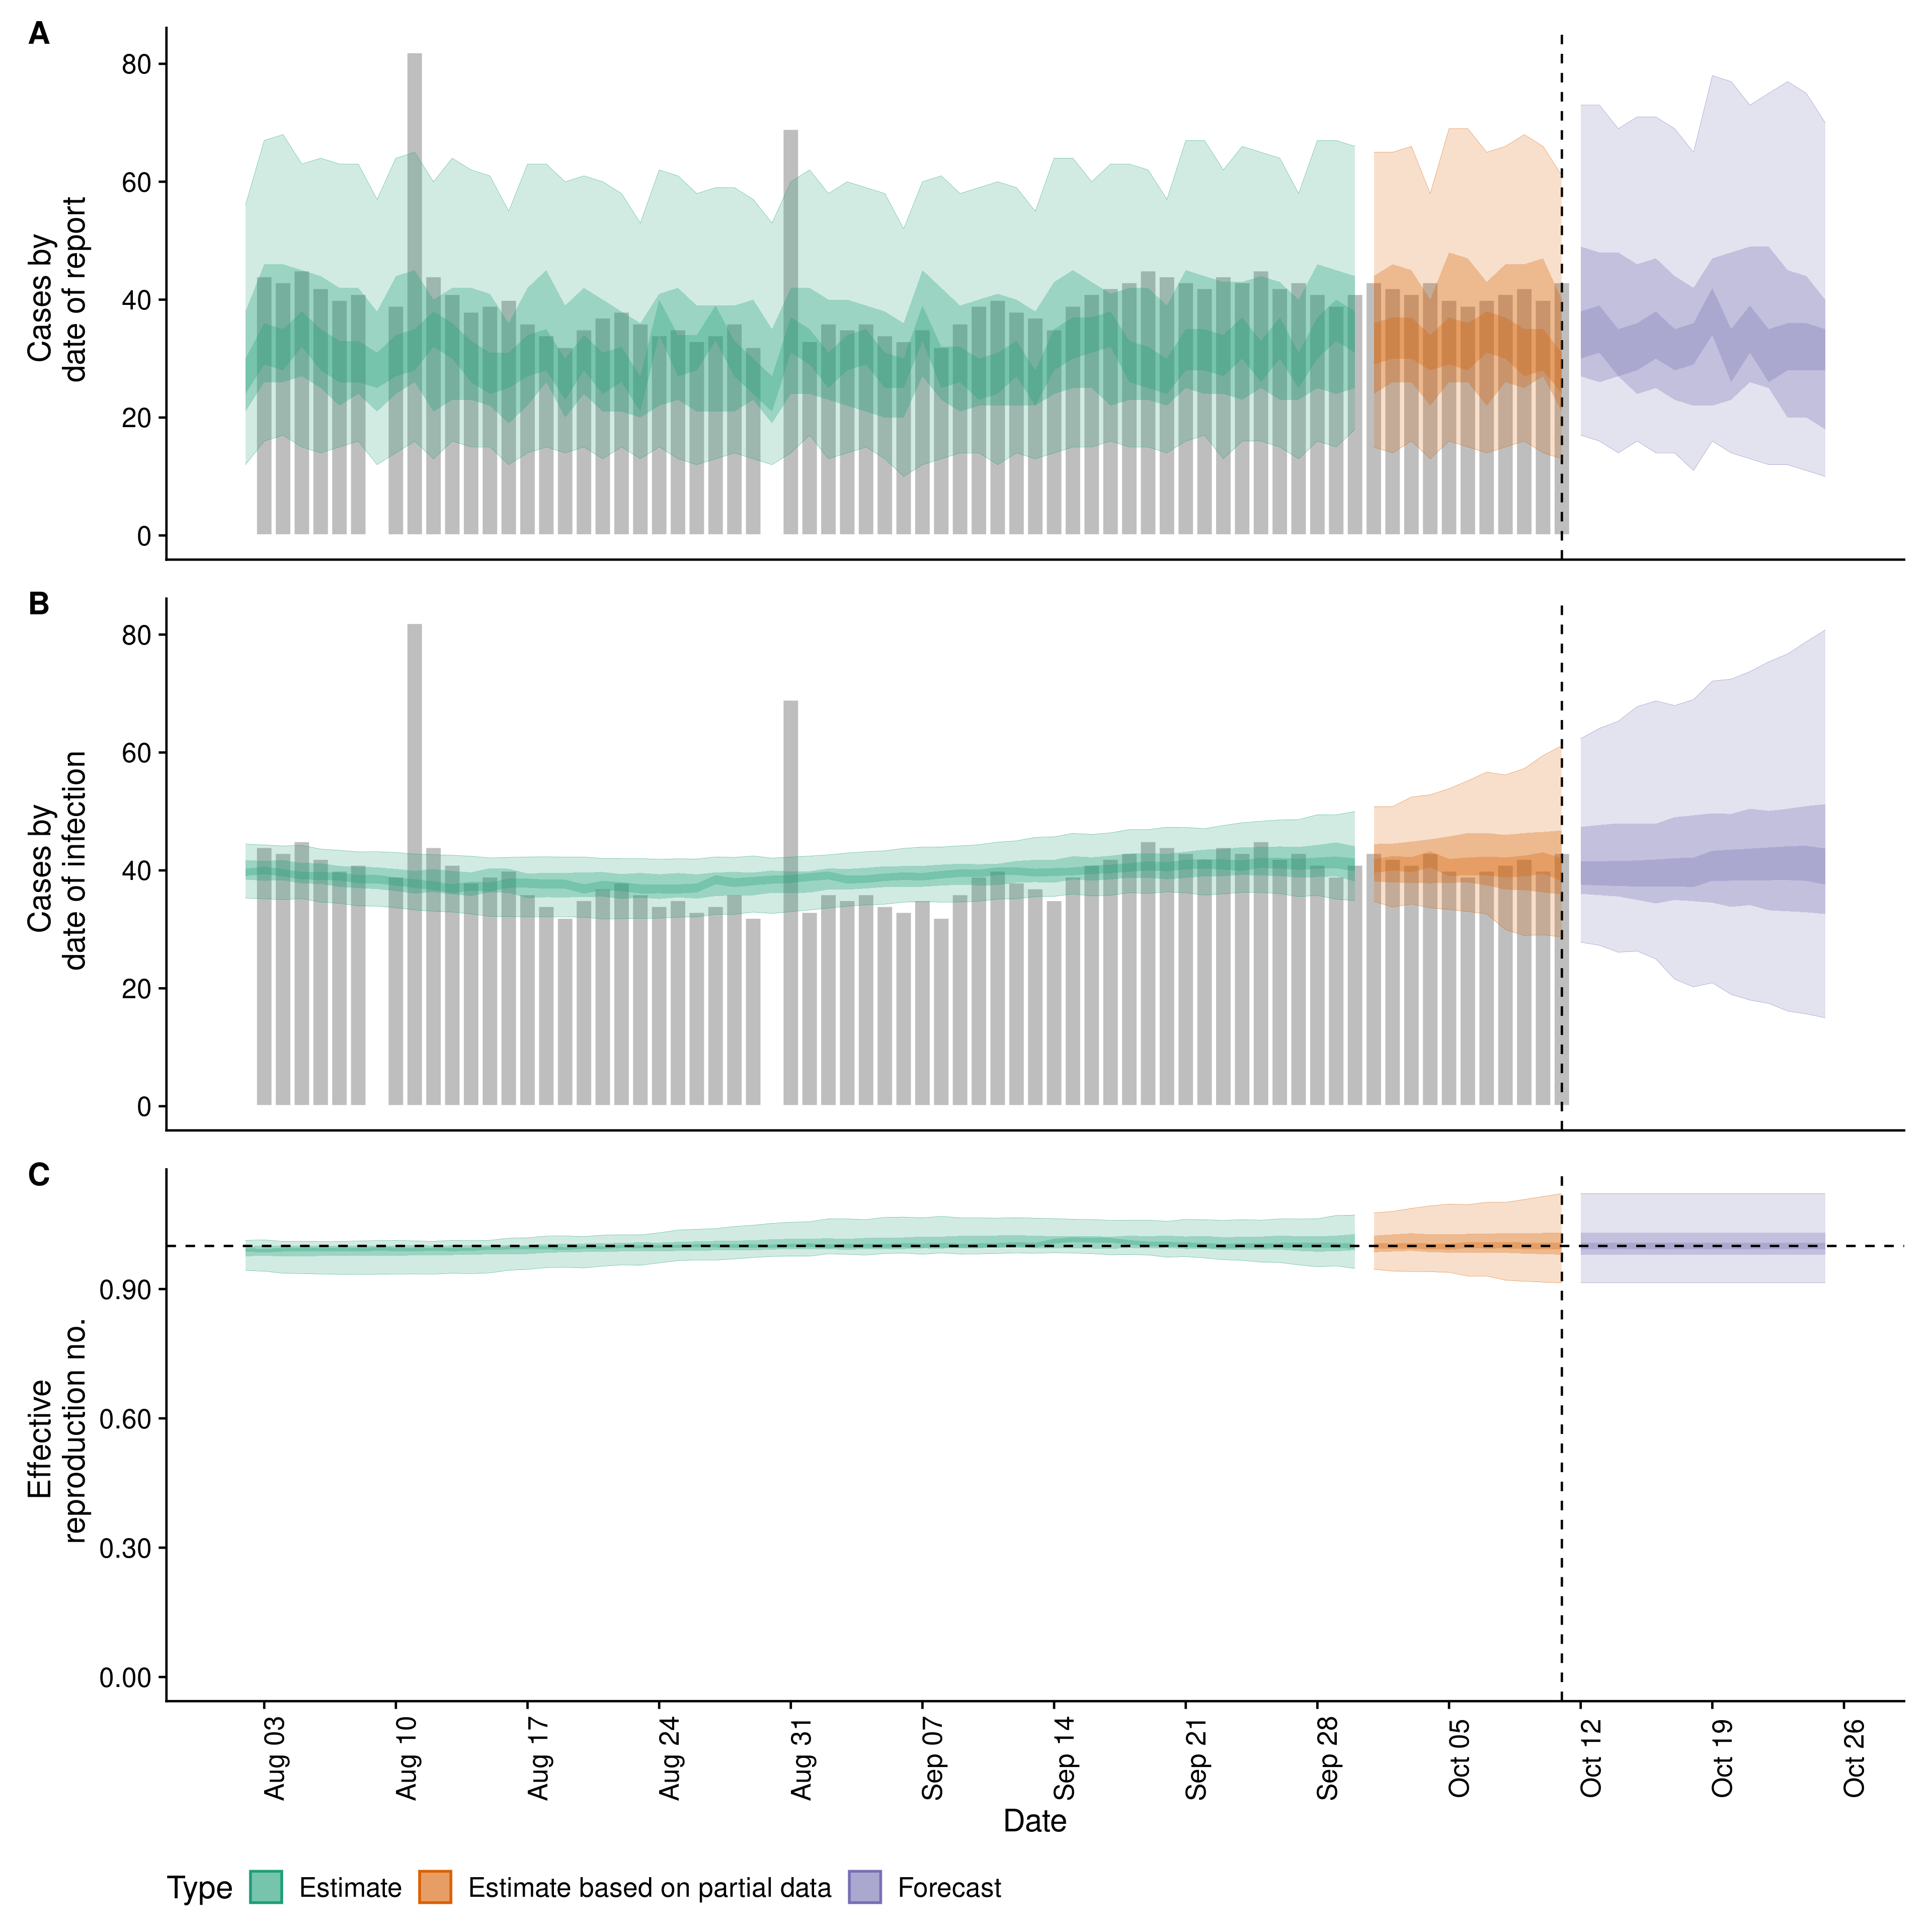 A
80
60
40
20
0
Cases by
date of report
B
80
60
40
20
0
Cases by
date of infection
C
0.90
0.60
0.30
0.00
Effective
reproduction no.
Aug 03
Aug 10
Aug 17
Aug 24
Aug 31
Sep 07
Sep 14
Sep 21
Sep 28
Oct 05
Oct 12
Oct 19
Oct 26
Date
Type Estimate Estimate based on partial data Forecast